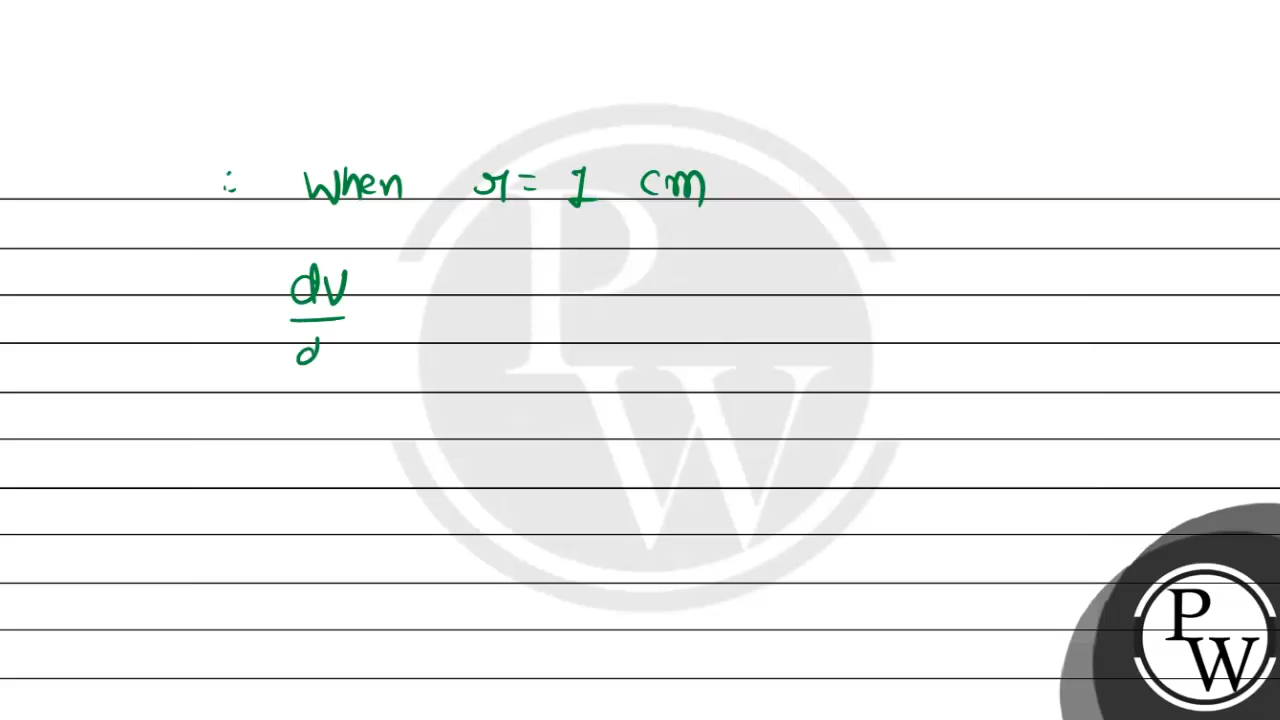 ∴ When r = 1 cm
dv
d
P
W
P
W